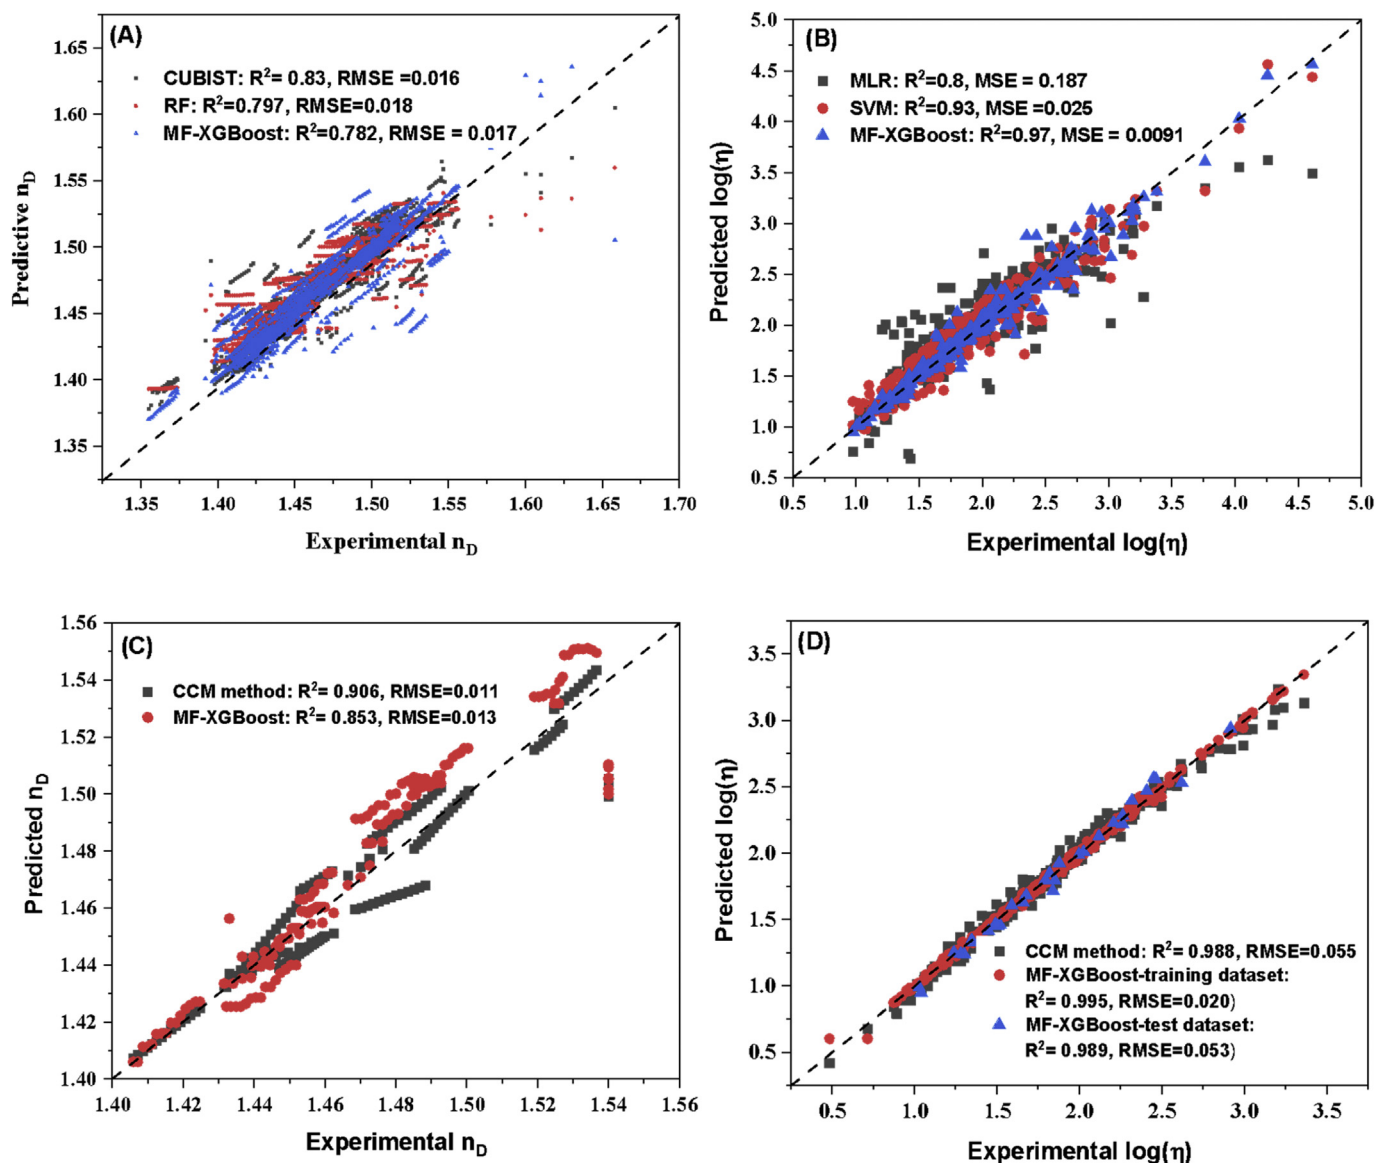 (A)
CUBIST: R²= 0.83, RMSE =0.016
RF: R²=0.797, RMSE=0.018
MF-XGBoost: R²=0.782, RMSE = 0.017
Predictive n_D
1.65
1.60
1.55
1.50
1.45
1.40
1.35
1.35 1.40 1.45 1.50 1.55 1.60 1.65 1.70
Experimental n_D
(B)
MLR: R²=0.8, MSE = 0.187
SVM: R²=0.93, MSE =0.025
MF-XGBoost: R²=0.97, MSE = 0.0091
Predicted log(η)
5.0
4.5
4.0
3.5
3.0
2.5
2.0
1.5
1.0
0.5
0.5 1.0 1.5 2.0 2.5 3.0 3.5 4.0 4.5 5.0
Experimental log(η)
(C)
CCM method: R²= 0.906, RMSE=0.011
MF-XGBoost: R²= 0.853, RMSE=0.013
Predicted n_D
1.56
1.54
1.52
1.50
1.48
1.46
1.44
1.42
1.40
1.40 1.42 1.44 1.46 1.48 1.50 1.52 1.54 1.56
Experimental n_D
(D)
Predicted log(η)
3.5
3.0
2.5
2.0
1.5
1.0
0.5
CCM method: R²= 0.988, RMSE=0.055
MF-XGBoost-training dataset:
R²= 0.995, RMSE=0.020)
MF-XGBoost-test dataset:
R²= 0.989, RMSE=0.053)
0.5 1.0 1.5 2.0 2.5 3.0 3.5
Experimental log(η)